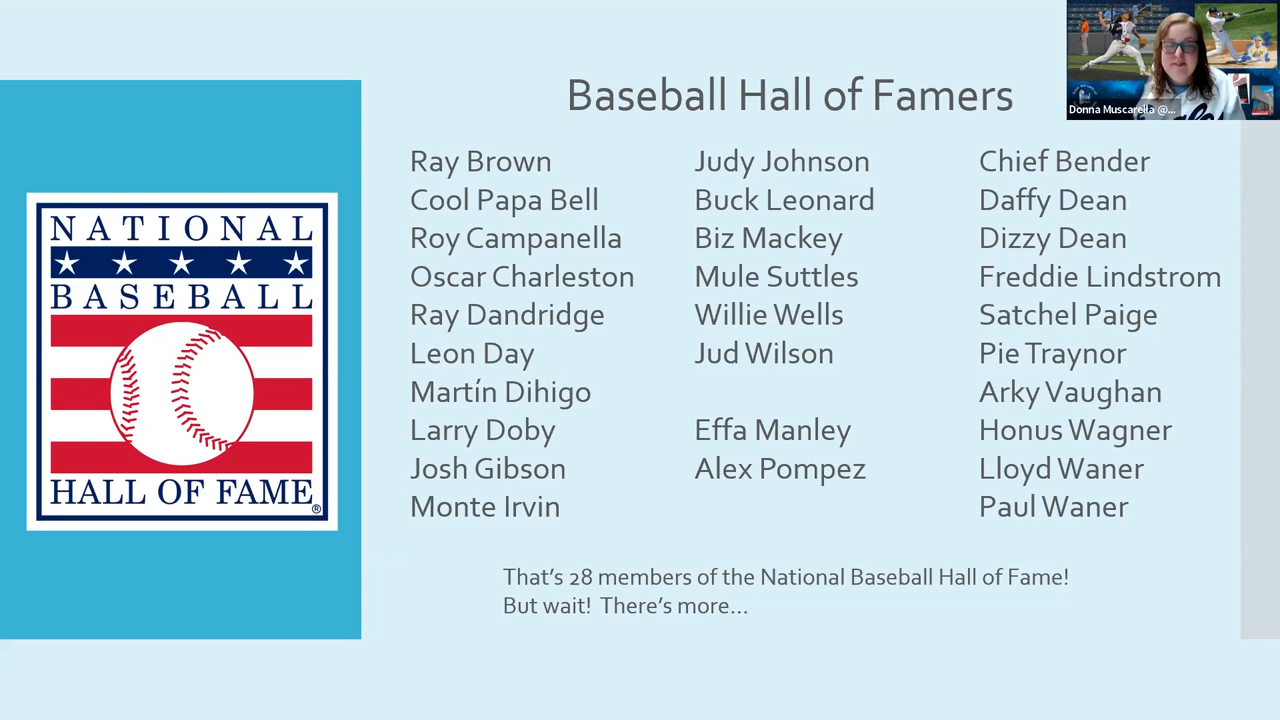 Baseball Hall of Famers
Donna Muscarella @...
NATIONAL
BASEBALL
HALL OF FAME®
Ray Brown
Cool Papa Bell
Roy Campanella
Oscar Charleston
Ray Dandridge
Leon Day
Martín Dihigo
Larry Doby
Josh Gibson
Monte Irvin
Judy Johnson
Buck Leonard
Biz Mackey
Mule Suttles
Willie Wells
Jud Wilson
Effa Manley
Alex Pompez
Chief Bender
Daffy Dean
Dizzy Dean
Freddie Lindstrom
Satchel Paige
Pie Traynor
Arky Vaughan
Honus Wagner
Lloyd Waner
Paul Waner
That's 28 members of the National Baseball Hall of Fame!
But wait! There's more...